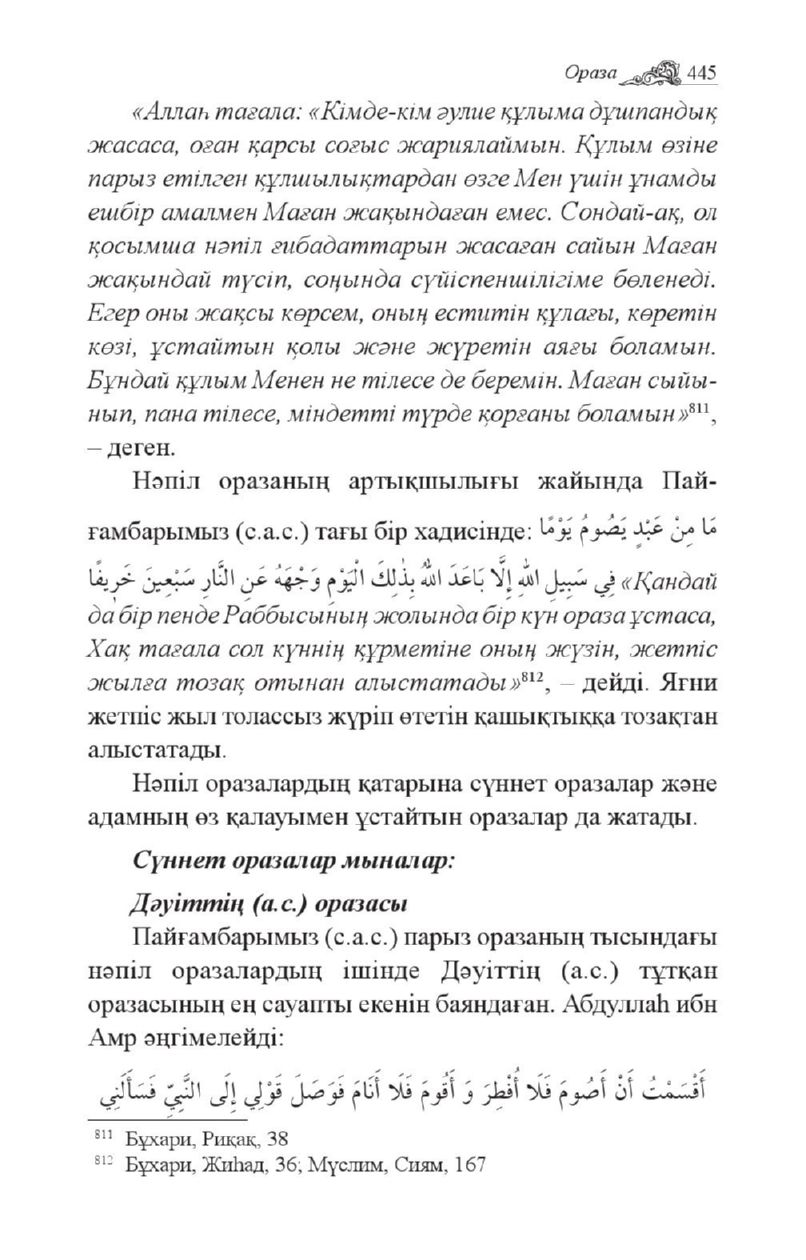 Ораза 445
«Аллаһ тағала: «Кімде-кім әулие құлыма дұшпандық
жасаса, оған қарсы соғыс жариялаймын. Құлым өзіне
парыз етілген құлшылықтардан өзге Мен үшін ұнамды
ешбір амалмен Маған жақындаған емес. Сондай-ақ, ол
қосымша нәпіл ғибадаттарын жасаған сайын Маған
жақындай түсіп, соңында сүйіспеншілігіме бөленеді.
Егер оны жақсы көрсем, оның еститін құлағы, көретін
көзі, ұстайтын қолы және жүретін аяғы боламын.
Бұндай құлым Менен не тілесе де беремін. Маған сыйы-
нып, пана тілесе, міндетті түрде қорғаны боламын»⁸¹¹,
– деген.
Нәпіл оразаның артықшылығы жайында Пай-
ғамбарымыз (с.а.с.) тағы бір хадисінде: مَا مِنْ عَبْدٍ يَصُومُ يَوْمًا
فِي سَبِيلِ اللهِ إِلَّا بَاعَدَ اللهُ بِذَٰلِكَ الْيَوْمِ وَجْهَهُ عَنِ النَّارِ سَبْعِينَ خَرِيفًا «Қандай
да бір пенде Раббысының жолында бір күн ораза ұстаса,
Хақ тағала сол күннің құрметіне оның жүзін, жетпіс
жылға тозақ отынан алыстатады»⁸¹², – дейді. Яғни
жетпіс жыл толассыз жүріп өтетін қашықтыққа тозақтан
алыстатады.
Нәпіл оразалардың қатарына сүннет оразалар және
адамның өз қалауымен ұстайтын оразалар да жатады.
Сүннет оразалар мыналар:
Дәуіттің (а.с.) оразасы
Пайғамбарымыз (с.а.с.) парыз оразаның тысындағы
нәпіл оразалардың ішінде Дәуіттің (а.с.) тұтқан
оразасының ең сауапты екенін баяндаған. Абдуллаһ ибн
Амр әңгімелейді:
أَقْسَمْتُ أَنْ أَصُومَ فَلَا أُفْطِرَ وَ أَقُومَ فَلَا أَنَامَ فَوَصَلَ قَوْلِي إِلَى النَّبِيِّ فَسَأَلَنِي
⁸¹¹ Бұхари, Риқақ, 38
⁸¹² Бұхари, Жиһад, 36; Мүслим, Сиям, 167